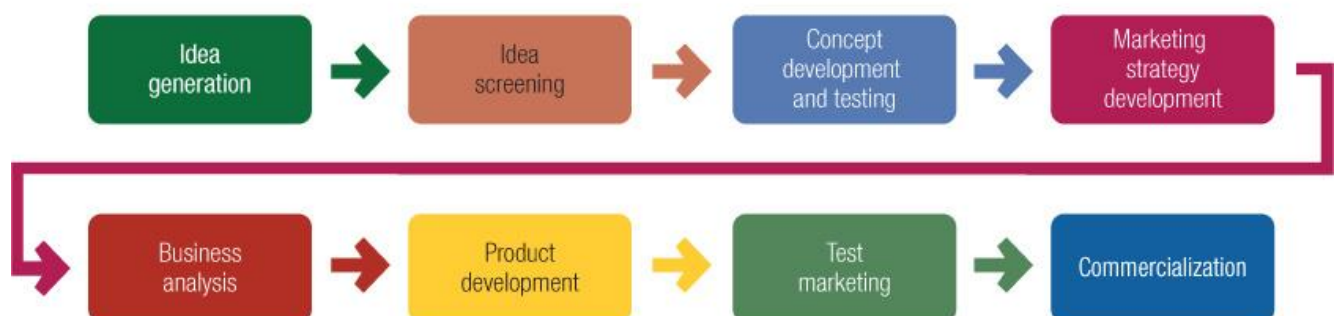 Idea
generation
Idea
screening
Concept
development
and testing
Marketing
strategy
development
Business
analysis
Product
development
Test
marketing
Commercialization